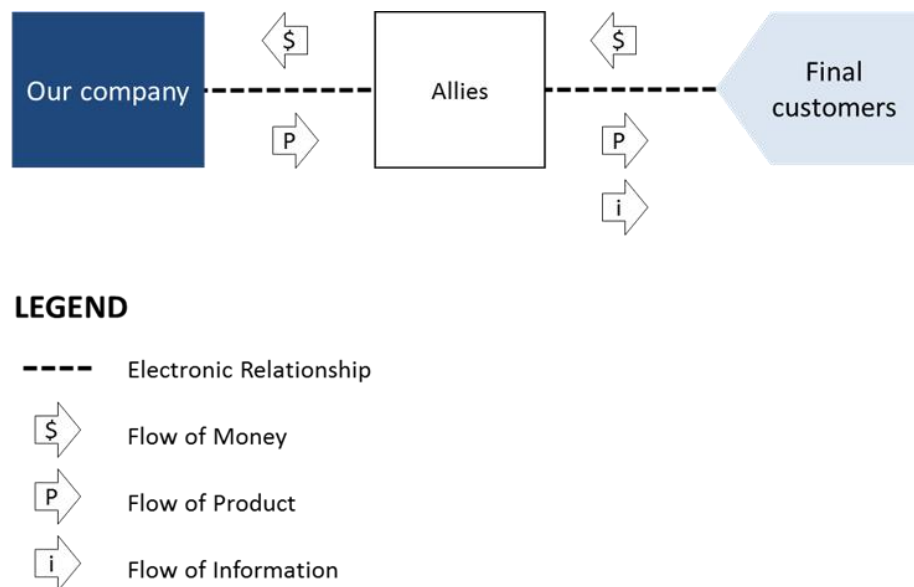 $
$
Our company
Allies
Final
customers
P
P
i
LEGEND
Electronic Relationship
$
Flow of Money
P
Flow of Product
i
Flow of Information